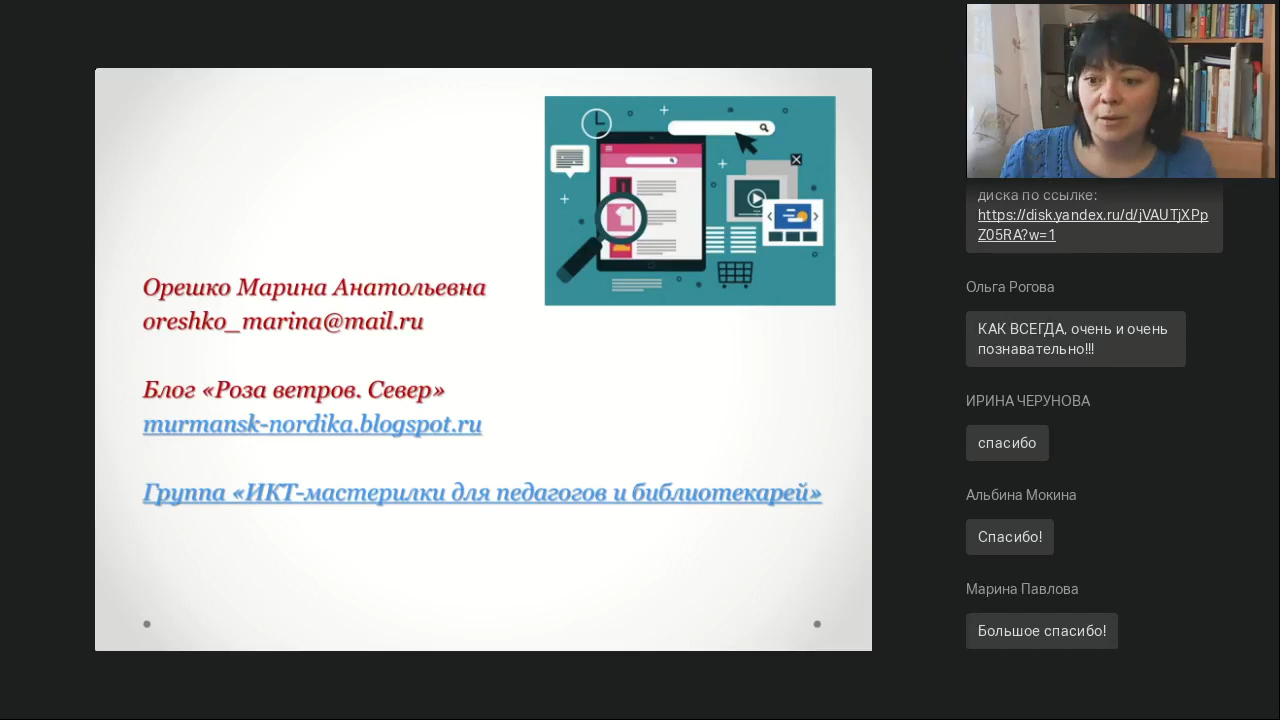 Орешко Марина Анатольевна
oreshko_marina@mail.ru
Блог «Роза ветров. Север»
murmansk-nordika.blogspot.ru
Группа «ИКТ-мастерилки для педагогов и библиотекарей»
диска по ссылке:
https://disk.yandex.ru/d/jVAUTjXPp
Z05RA?w=1
Ольга Рогова
КАК ВСЕГДА, очень и очень
познавательно!!!
ИРИНА ЧЕРУНОВА
спасибо
Альбина Мокина
Спасибо!
Марина Павлова
Большое спасибо!